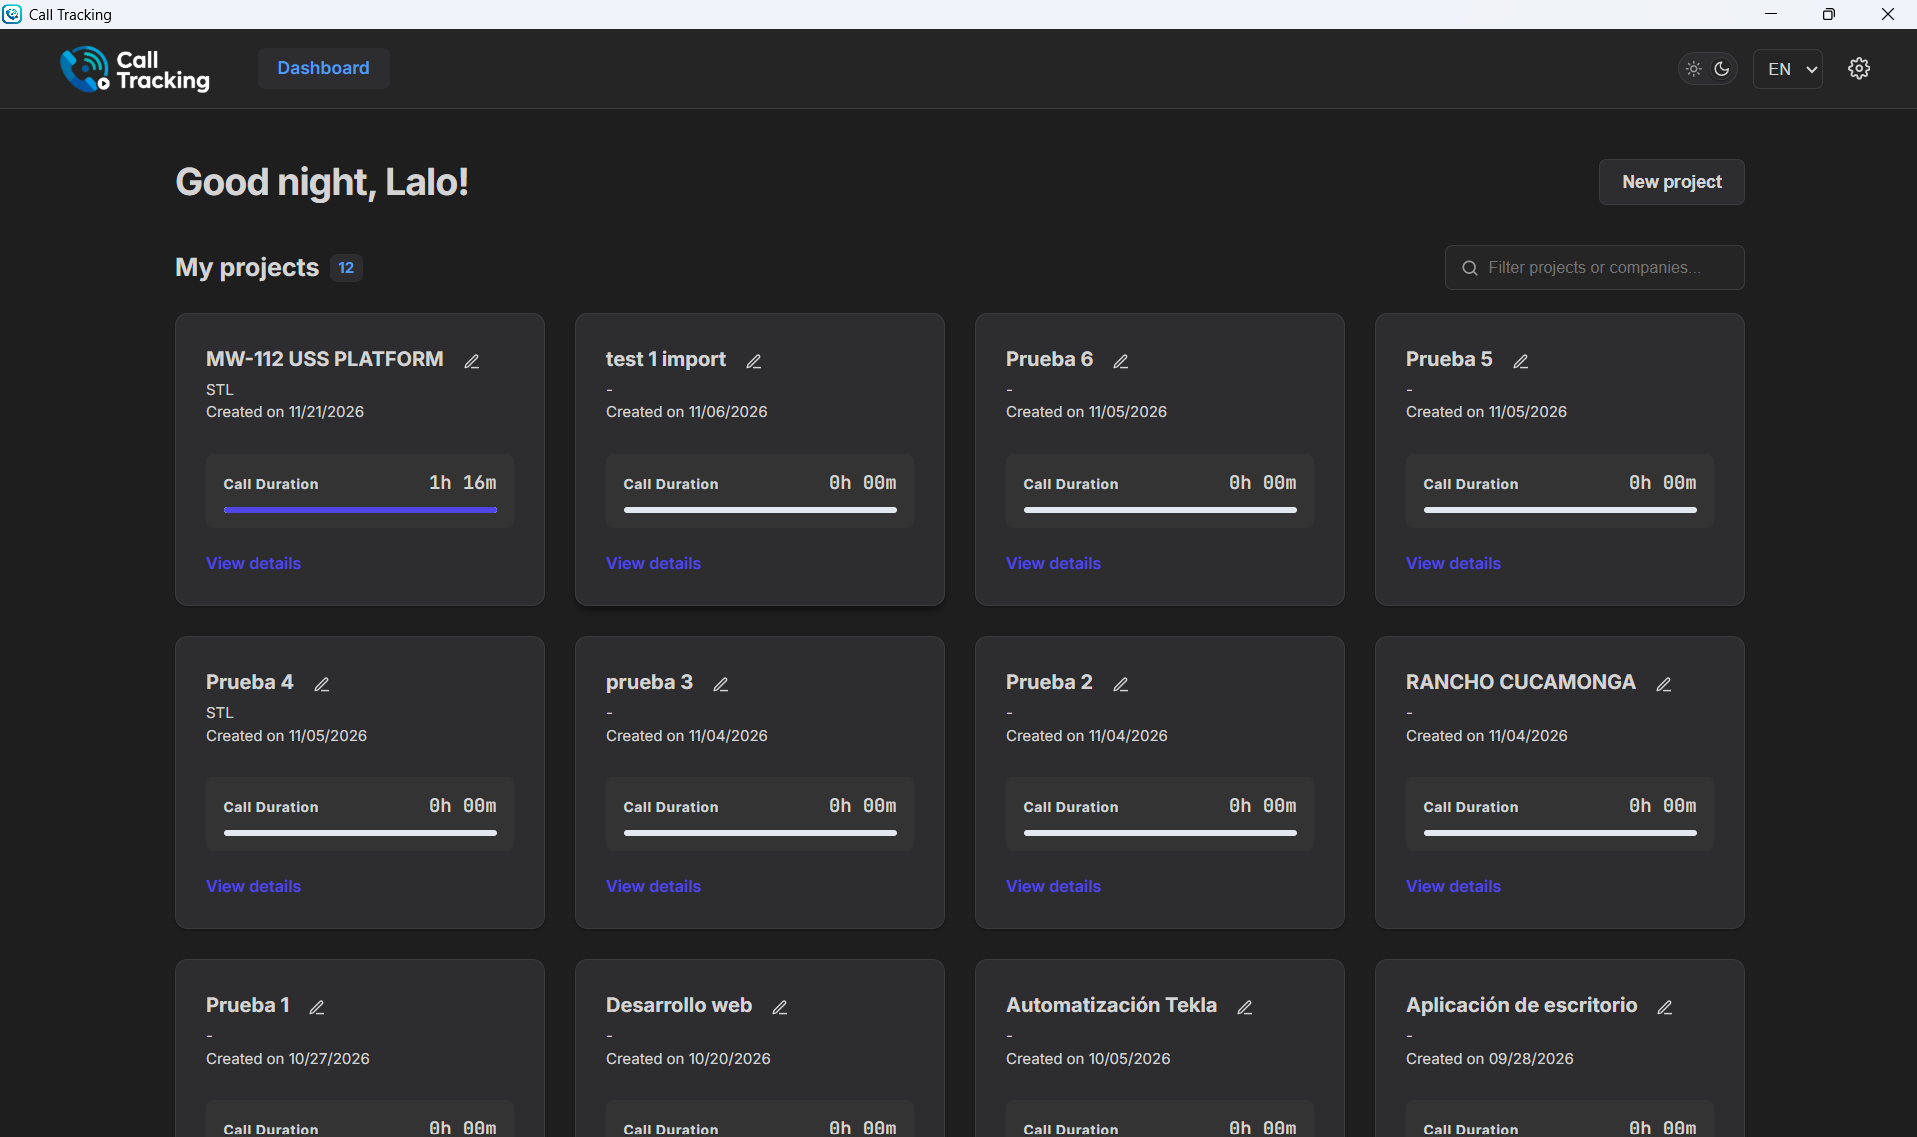 Call Tracking
Call
Tracking
Dashboard
EN
Good night, Lalo!
New project
My projects 12
Filter projects or companies...
MW-112 USS PLATFORM
STL
Created on 11/21/2026
Call Duration 1h 16m
View details
test 1 import
-
Created on 11/06/2026
Call Duration 0h 00m
View details
Prueba 6
-
Created on 11/05/2026
Call Duration 0h 00m
View details
Prueba 5
-
Created on 11/05/2026
Call Duration 0h 00m
View details
Prueba 4
STL
Created on 11/05/2026
Call Duration 0h 00m
View details
prueba 3
-
Created on 11/04/2026
Call Duration 0h 00m
View details
Prueba 2
-
Created on 11/04/2026
Call Duration 0h 00m
View details
RANCHO CUCAMONGA
-
Created on 11/04/2026
Call Duration 0h 00m
View details
Prueba 1
-
Created on 10/27/2026
Call Duration 0h 00m
Desarrollo web
-
Created on 10/20/2026
Call Duration 0h 00m
Automatización Tekla
-
Created on 10/05/2026
Call Duration 0h 00m
Aplicación de escritorio
-
Created on 09/28/2026
Call Duration 0h 00m